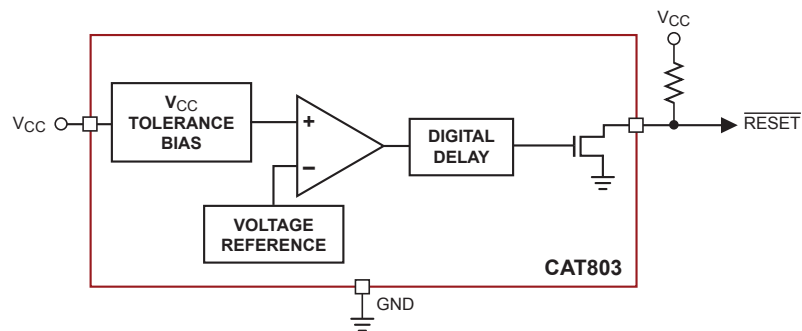 VCC
VCC
VCC
TOLERANCE
BIAS
+
−
DIGITAL
DELAY
RESET
VOLTAGE
REFERENCE
CAT803
GND